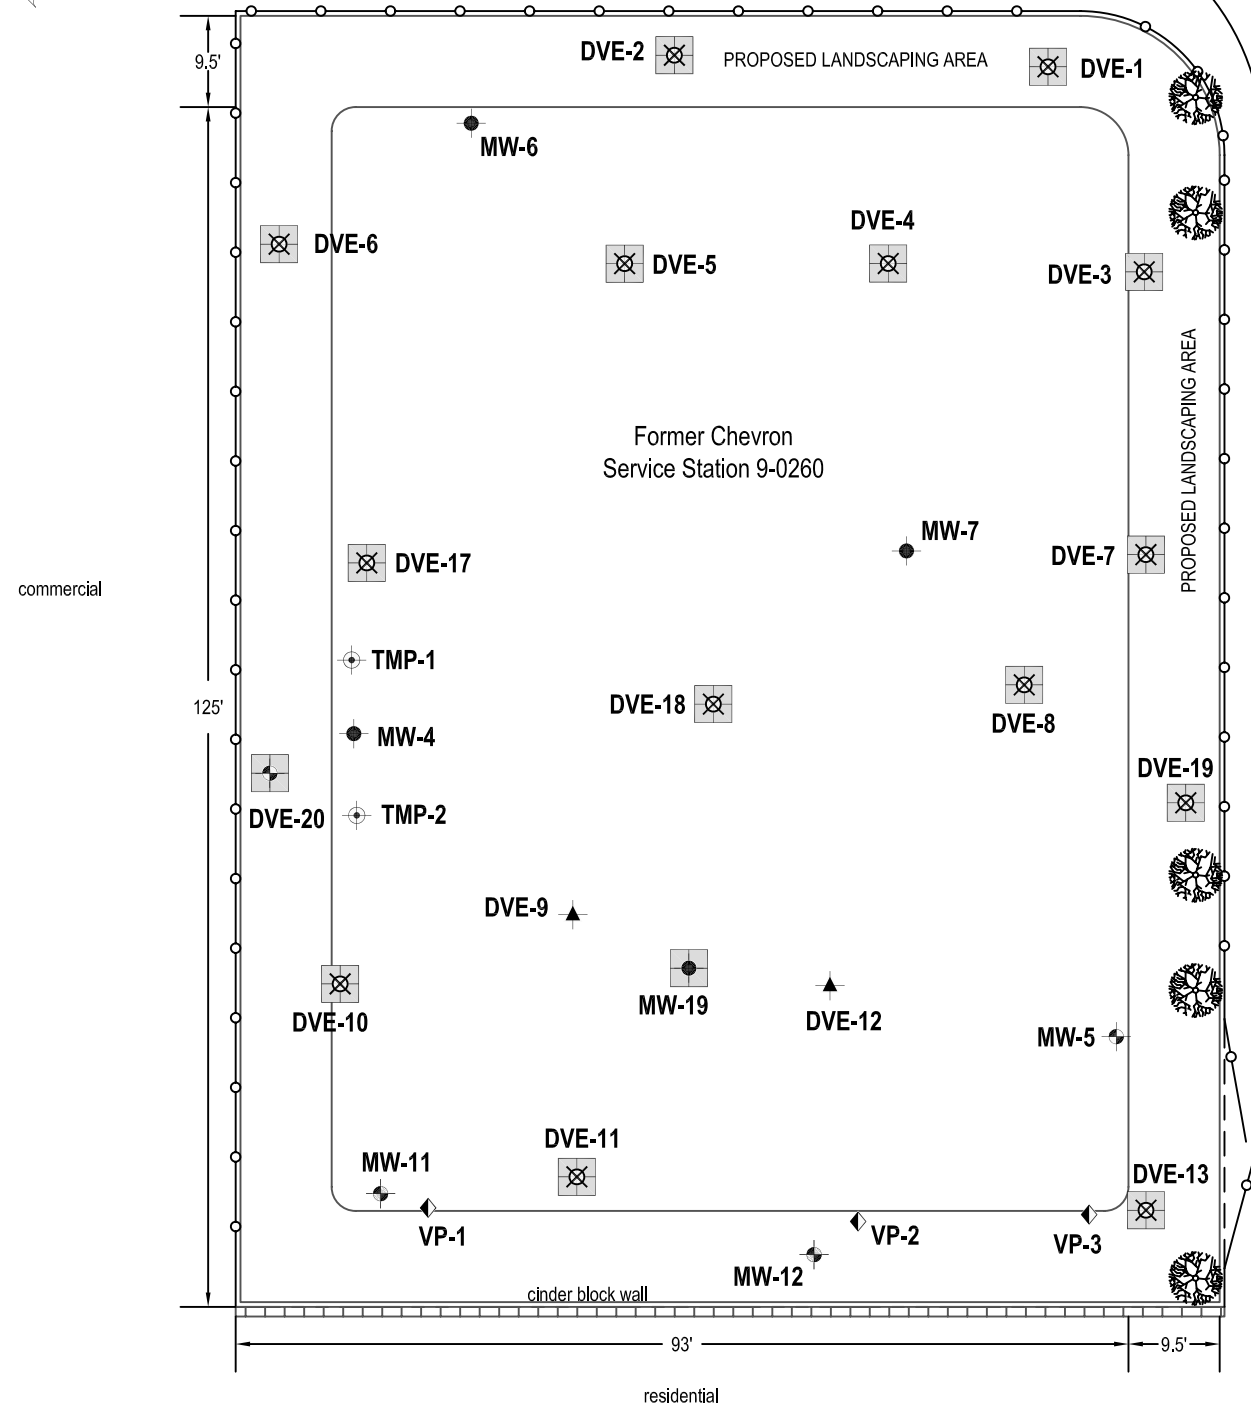 DVE-2
PROPOSED LANDSCAPING AREA
DVE-1
9.5'
MW-6
DVE-4
DVE-6
DVE-5
DVE-3
PROPOSED LANDSCAPING AREA
Former Chevron
Service Station 9-0260
MW-7
DVE-7
DVE-17
commercial
TMP-1
125'
DVE-18
DVE-8
MW-4
DVE-19
DVE-20
TMP-2
DVE-9
MW-19
DVE-10
DVE-12
MW-5
DVE-11
MW-11
DVE-13
VP-1
VP-2
VP-3
MW-12
cinder block wall
93'
9.5'
residential